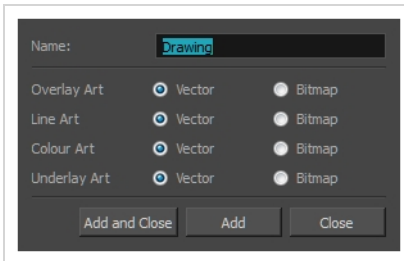 Name: Drawing
Overlay Art Vector Bitmap
Line Art Vector Bitmap
Colour Art Vector Bitmap
Underlay Art Vector Bitmap
Add and Close Add Close